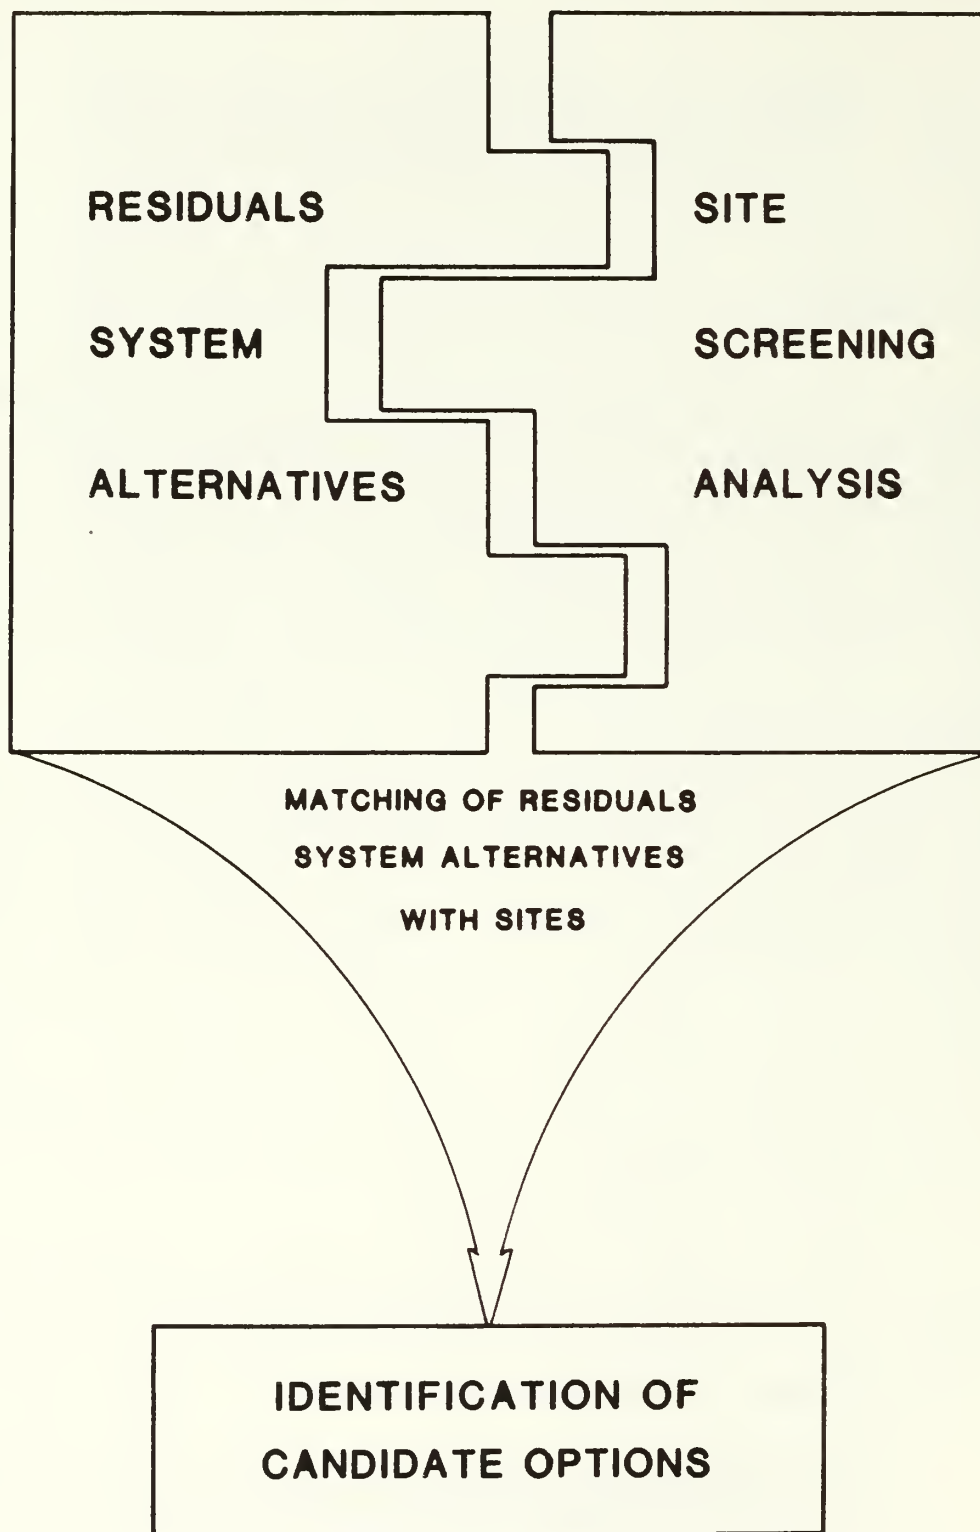 RESIDUALS
SYSTEM
ALTERNATIVES
SITE
SCREENING
ANALYSIS
MATCHING OF RESIDUALS
SYSTEM ALTERNATIVES
WITH SITES
IDENTIFICATION OF
CANDIDATE OPTIONS